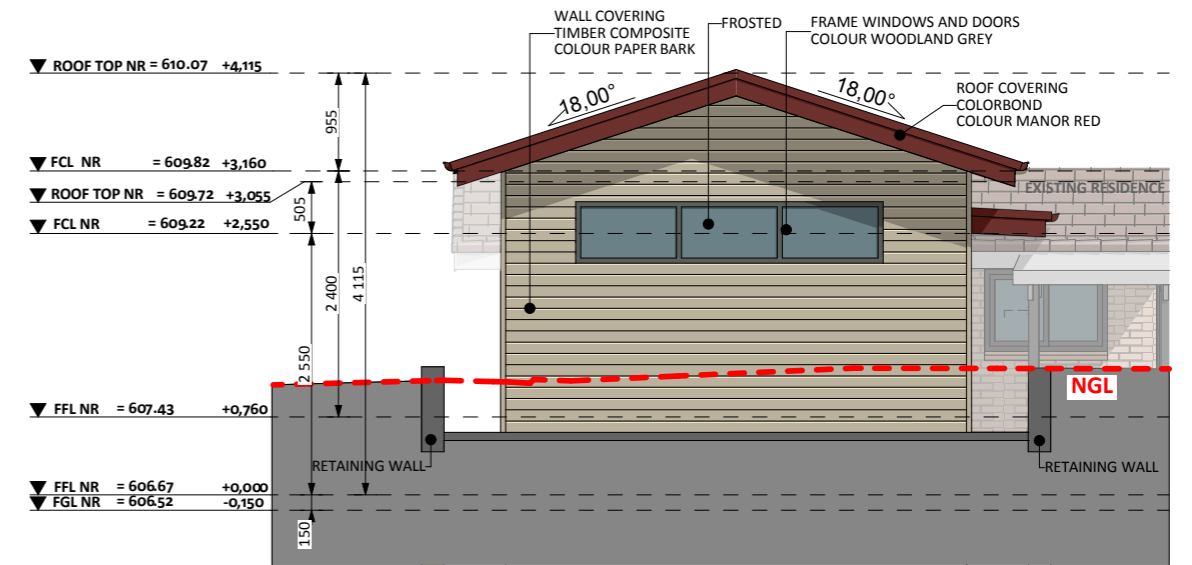 WALL COVERING
TIMBER COMPOSITE
COLOUR PAPER BARK
FROSTED
FRAME WINDOWS AND DOORS
COLOUR WOODLAND GREY
ROOF TOP NR = 610.07 +4,115
18,00°
18,00°
ROOF COVERING
COLORBOND
COLOUR MANOR RED
955
FCL NR = 609.82 +3,160
ROOF TOP NR = 609.72 +3,055
EXISTING RESIDENCE
505
FCL NR = 609.22 +2,550
2 400
4 115
2 550
NGL
FFL NR = 607.43 +0,760
RETAINING WALL
RETAINING WALL
FFL NR = 606.67 +0,000
FGL NR = 606.52 -0,150
150